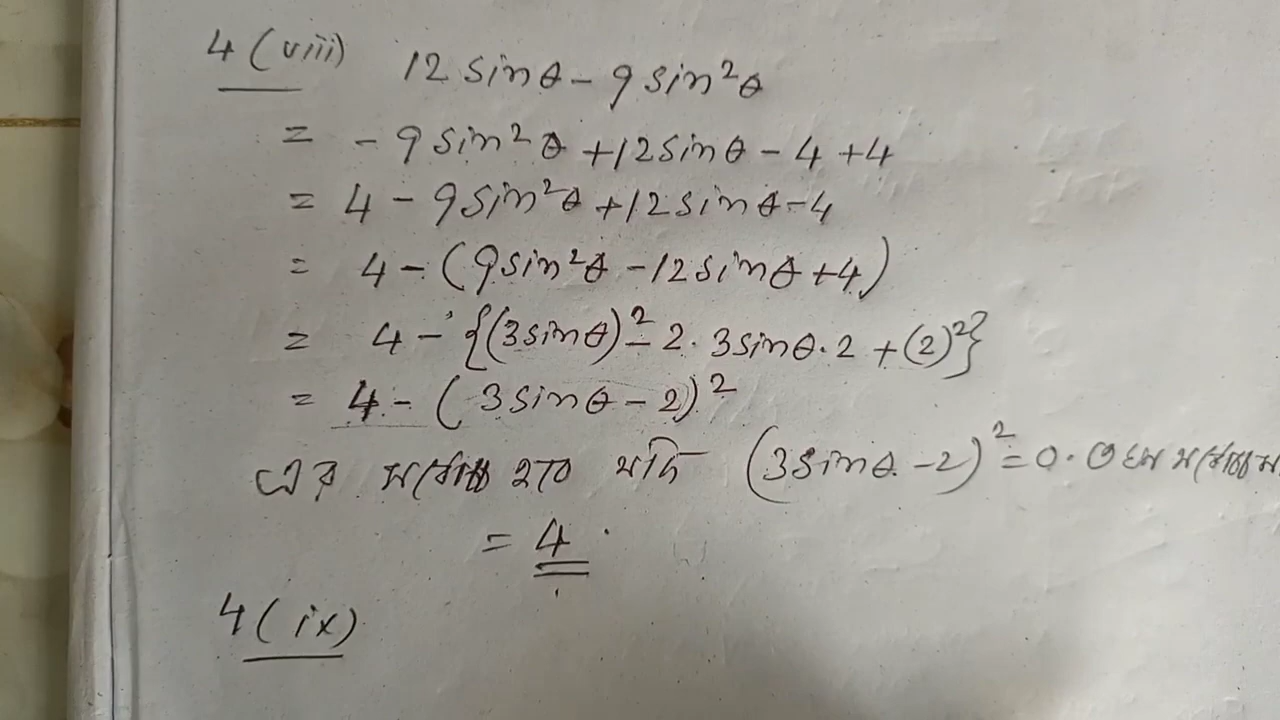 4 (viii) 12 sinθ - 9 sin²θ
= - 9 sin²θ + 12 sinθ - 4 + 4
= 4 - 9 sin²θ + 12 sinθ - 4
= 4 - (9 sin²θ - 12 sinθ + 4)
= 4 - {(3 sinθ)² - 2. 3 sinθ. 2 + (2)²}
= 4 - (3 sinθ - 2)²
এর হবে যদি (3 sinθ - 2)² = 0.
= 4
4 (ix)